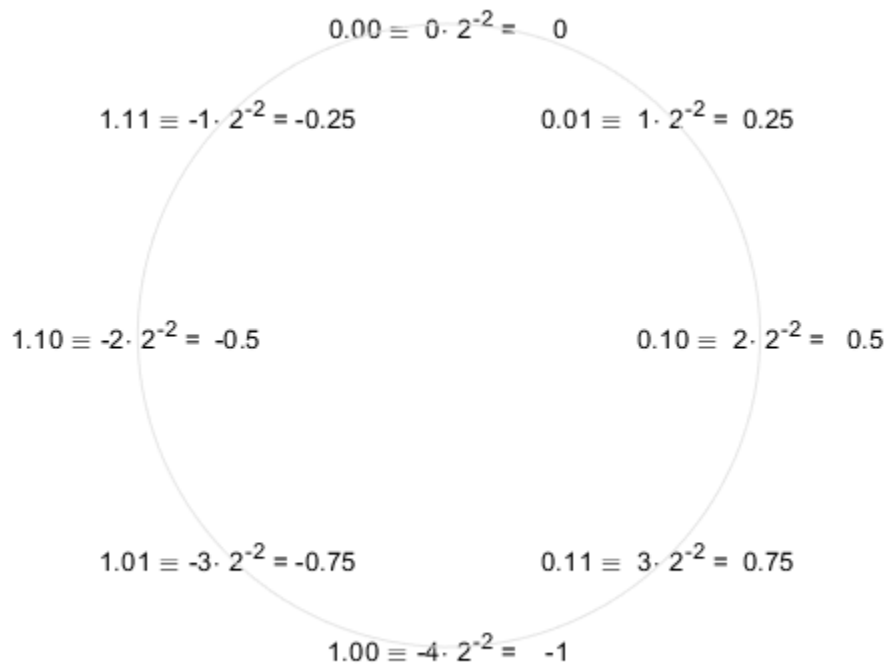 0.00 ≡ 0· 2^-2 = 0
1.11 ≡ -1· 2^-2 = -0.25
0.01 ≡ 1· 2^-2 = 0.25
1.10 ≡ -2· 2^-2 = -0.5
0.10 ≡ 2· 2^-2 = 0.5
1.01 ≡ -3· 2^-2 = -0.75
0.11 ≡ 3· 2^-2 = 0.75
1.00 ≡ -4· 2^-2 = -1